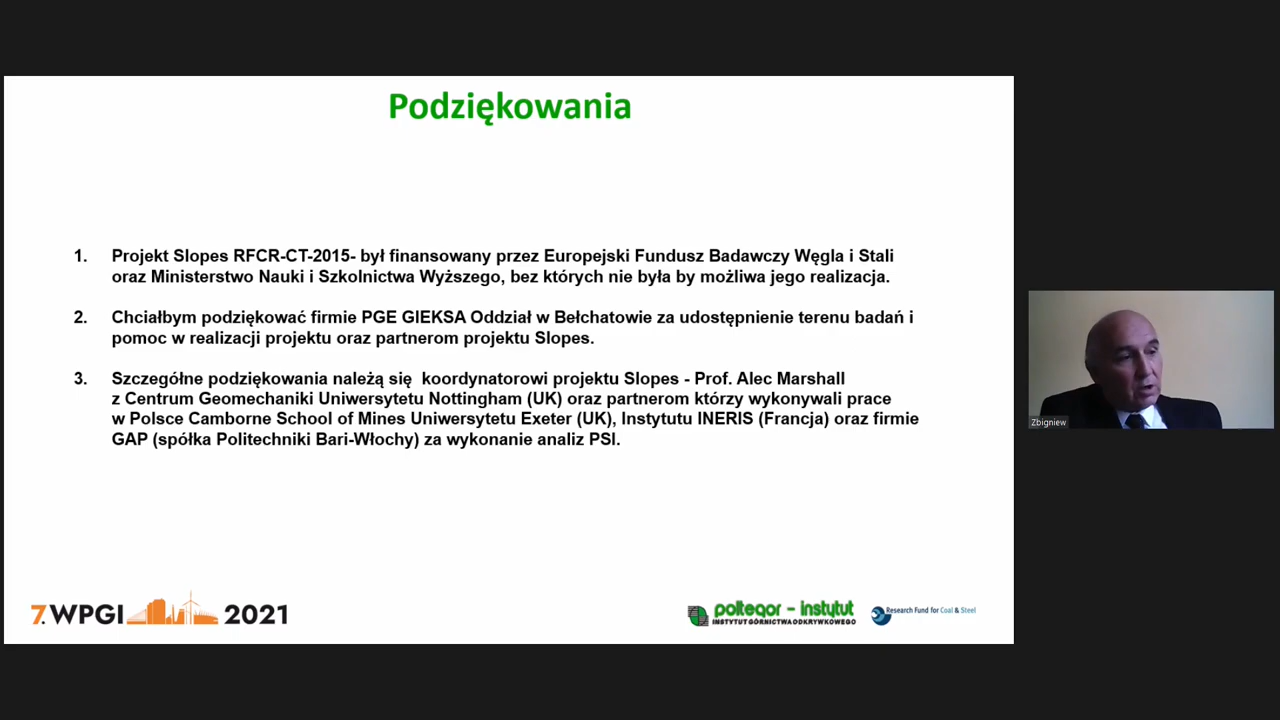 Podziękowania
1. Projekt Slopes RFCR-CT-2015- był finansowany przez Europejski Fundusz Badawczy Węgla i Stali
oraz Ministerstwo Nauki i Szkolnictwa Wyższego, bez których nie była by możliwa jego realizacja.
2. Chciałbym podziękować firmie PGE GIEKSA Oddział w Bełchatowie za udostępnienie terenu badań i
pomoc w realizacji projektu oraz partnerom projektu Slopes.
3. Szczególne podziękowania należą się koordynatorowi projektu Slopes - Prof. Alec Marshall
z Centrum Geomechaniki Uniwersytetu Nottingham (UK) oraz partnerom którzy wykonywali prace
w Polsce Camborne School of Mines Uniwersytetu Exeter (UK), Instytutu INERIS (Francja) oraz firmie
GAP (spółka Politechniki Bari-Włochy) za wykonanie analiz PSI.
Zbigniew
7. WPGI 2021
poltegor - instytut
INSTYTUT GÓRNICTWA ODKRYWKOWEGO
Research Fund for Coal & Steel